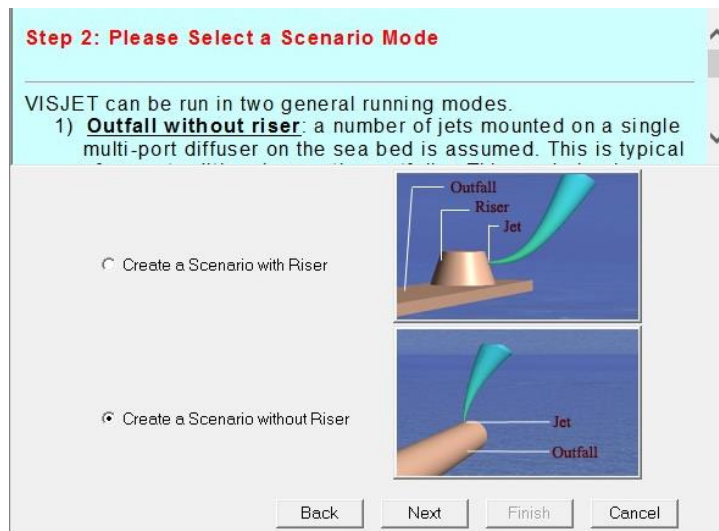 Step 2: Please Select a Scenario Mode
VISJET can be run in two general running modes.
1) Outfall without riser: a number of jets mounted on a single
multi-port diffuser on the sea bed is assumed. This is typical
Outfall
Riser
Jet
Create a Scenario with Riser
Create a Scenario without Riser
Jet
Outfall
Back
Next
Finish
Cancel